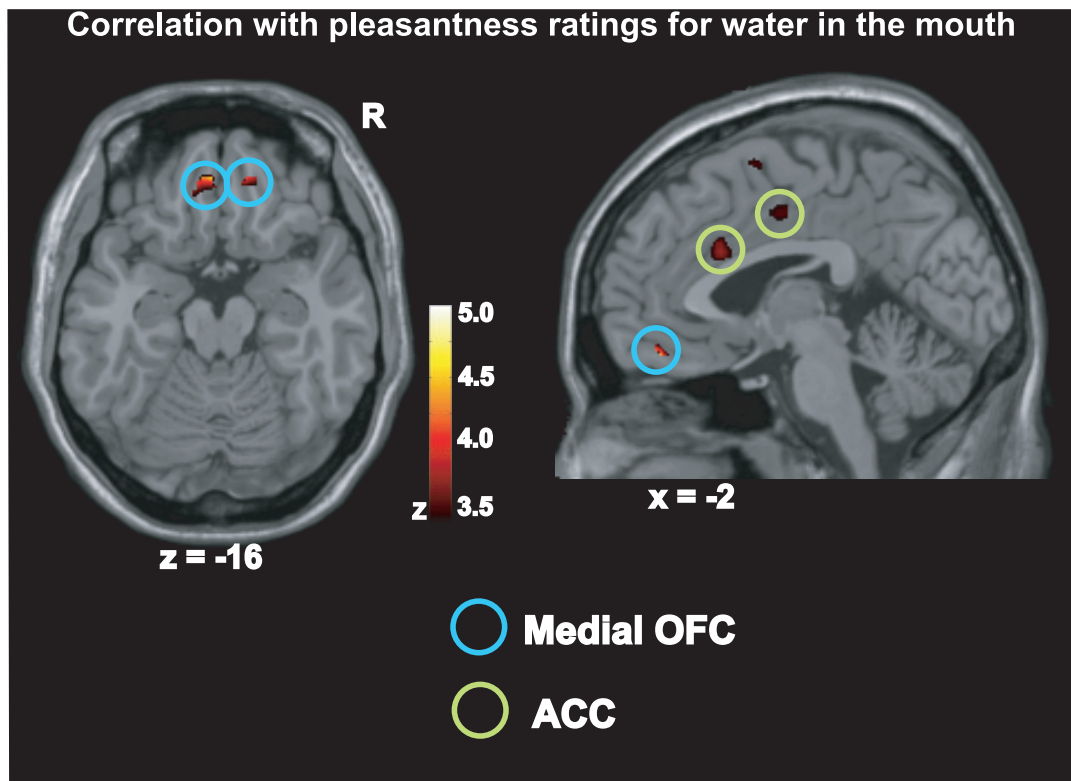 Correlation with pleasantness ratings for water in the mouth
R
5.0
4.5
4.0
3.5
z
z = -16
x = -2
Medial OFC
ACC